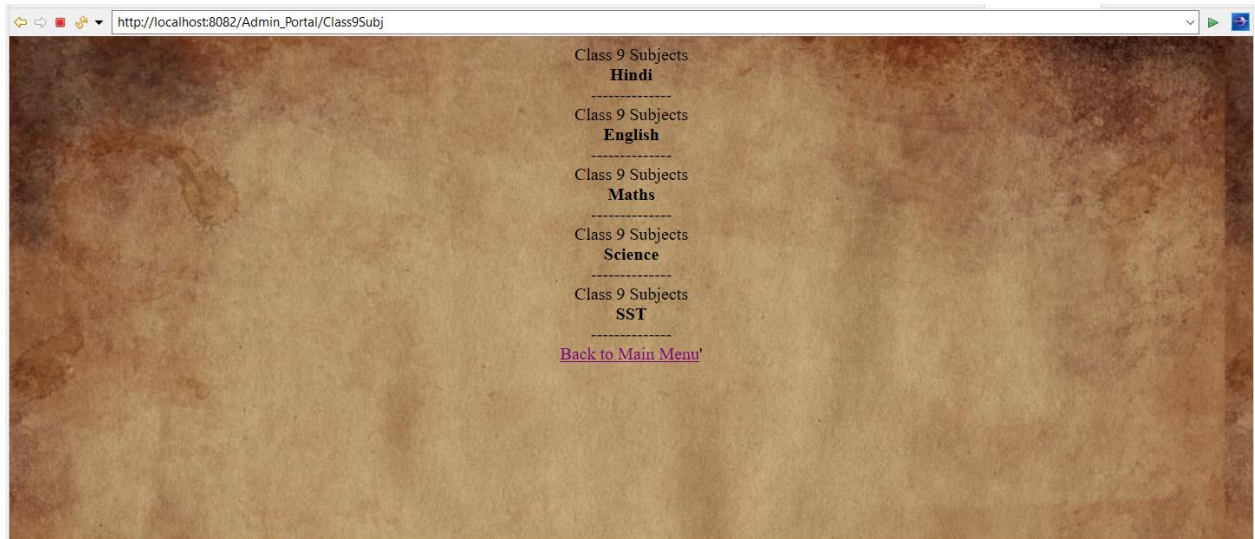 http://localhost:8082/Admin_Portal/Class9Subj
Class 9 Subjects
Hindi
--------------
Class 9 Subjects
English
--------------
Class 9 Subjects
Maths
--------------
Class 9 Subjects
Science
--------------
Class 9 Subjects
SST
--------------
Back to Main Menu'